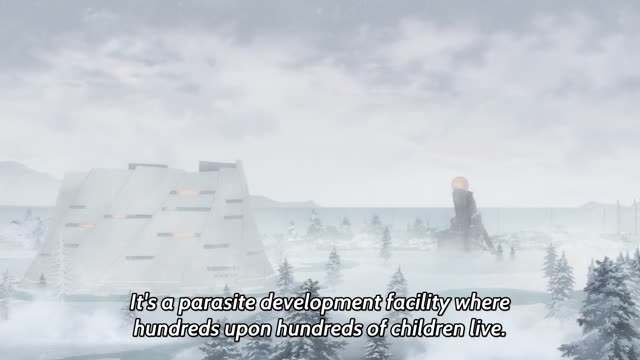 It's a parasite development facility where
hundreds upon hundreds of children live.